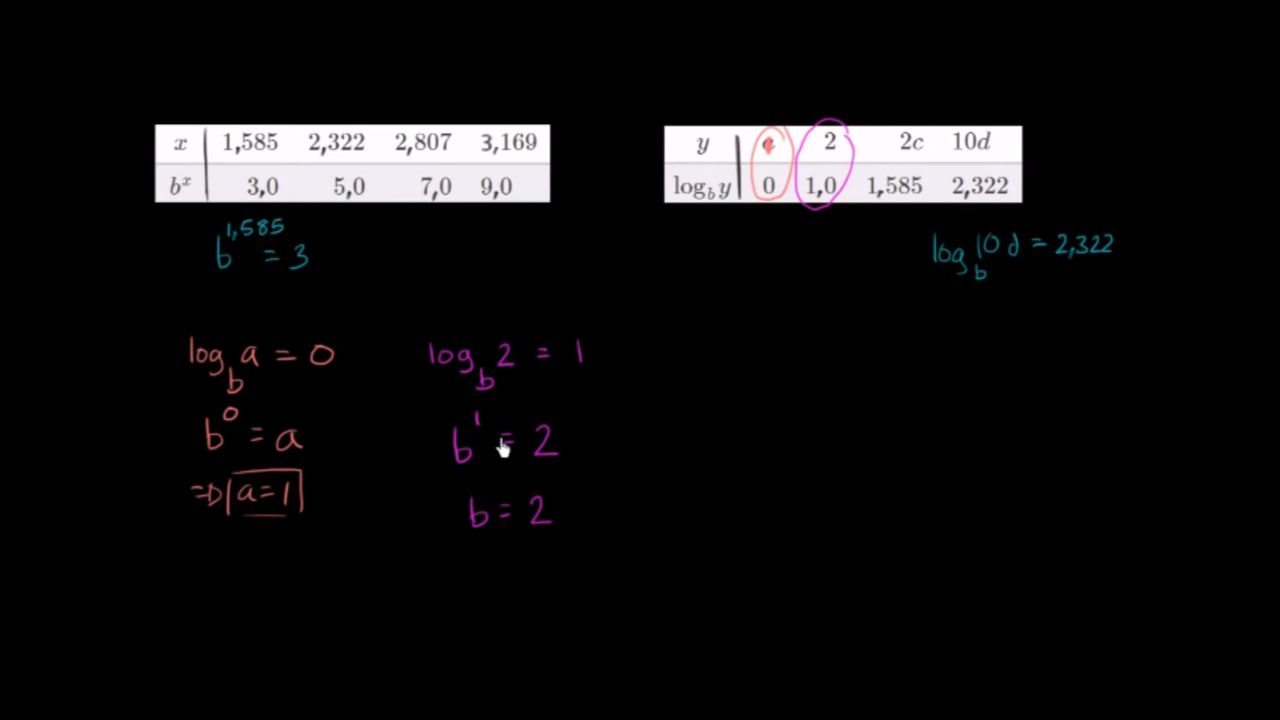 x 1,585 2,322 2,807 3,169
bˣ 3,0 5,0 7,0 9,0
y a 2 2c 10d
log_b y 0 1,0 1,585 2,322
b^1,585 = 3
log_b 10d = 2,322
log_b a = 0
b^0 = a
=> a = 1
log_b 2 = 1
b^1 = 2
b = 2